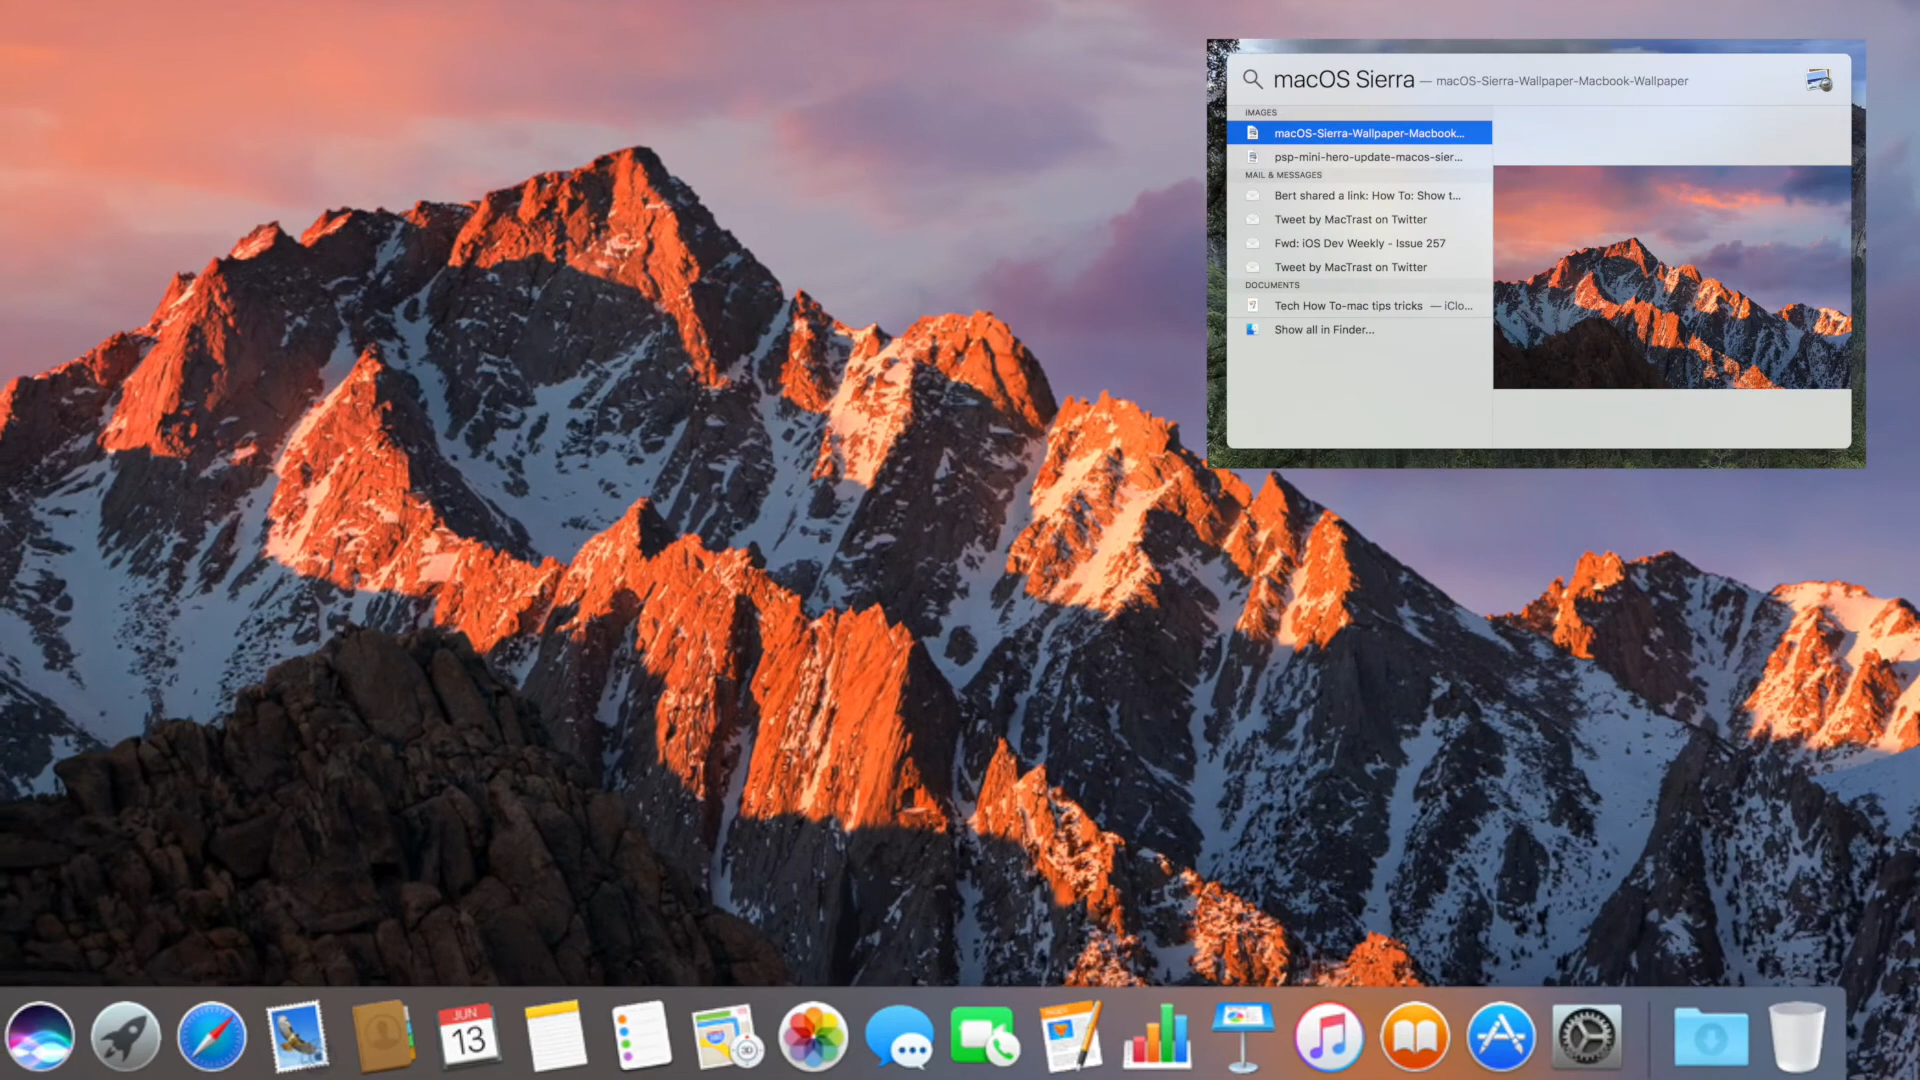 macOS Sierra — macOS-Sierra-Wallpaper-Macbook-Wallpaper
IMAGES
macOS-Sierra-Wallpaper-Macbook...
psp-mini-hero-update-macos-sier...
MAIL & MESSAGES
Bert shared a link: How To: Show t...
Tweet by MacTrast on Twitter
Fwd: iOS Dev Weekly - Issue 257
Tweet by MacTrast on Twitter
DOCUMENTS
Tech How To-mac tips tricks — iClo...
Show all in Finder...
JUN
13
3D